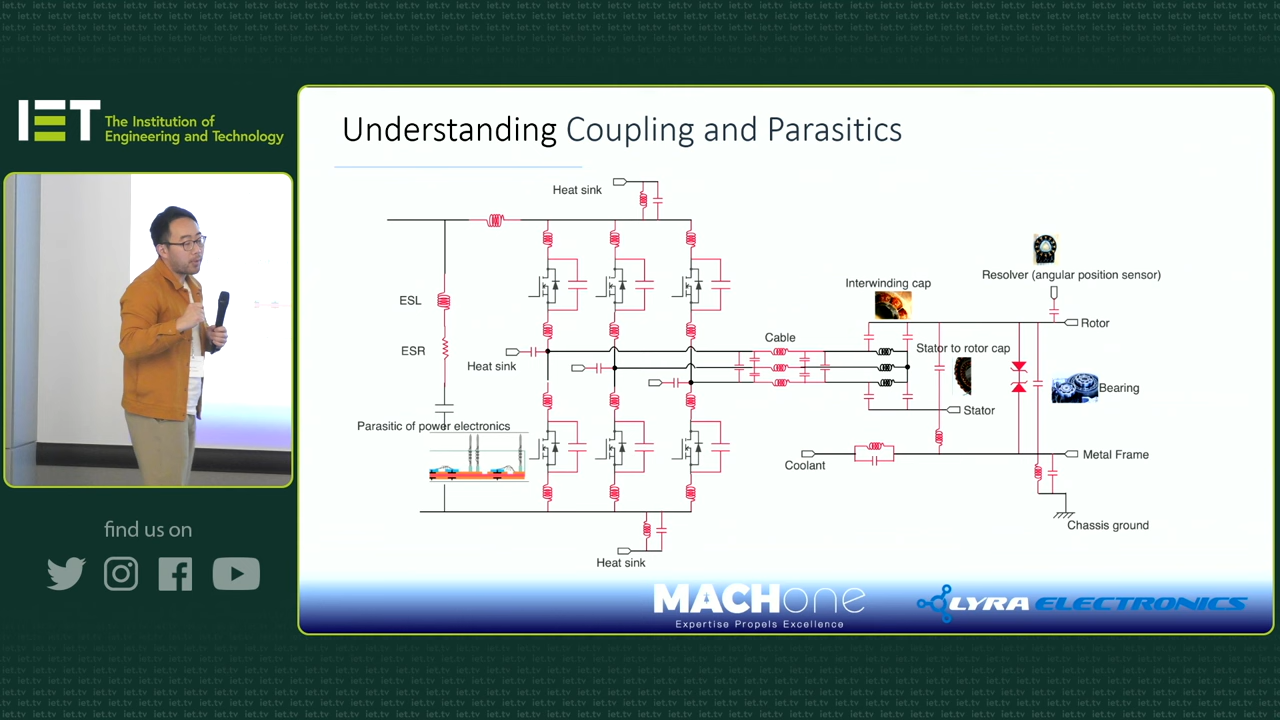 IET
The Institution of
Engineering and Technology
find us on
Understanding Coupling and Parasitics
Heat sink
ESL
ESR
Heat sink
Parasitic of power electronics
Heat sink
Cable
Interwinding cap
Resolver (angular position sensor)
Rotor
Stator to rotor cap
Bearing
Stator
Coolant
Metal Frame
Chassis ground
MACHone
Expertise Propels Excellence
LYRA ELECTRONICS